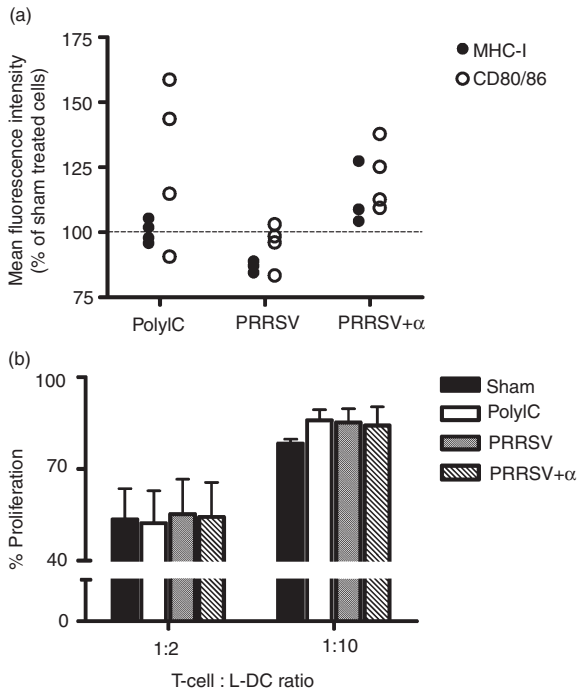 (a)
175
150
125
100
75
Mean fluorescence intensity
(% of sham treated cells)
MHC-I
CD80/86
PolyIC
PRRSV
PRRSV+α
(b)
100
70
40
0
% Proliferation
Sham
PolyIC
PRRSV
PRRSV+α
1:2
1:10
T-cell : L-DC ratio